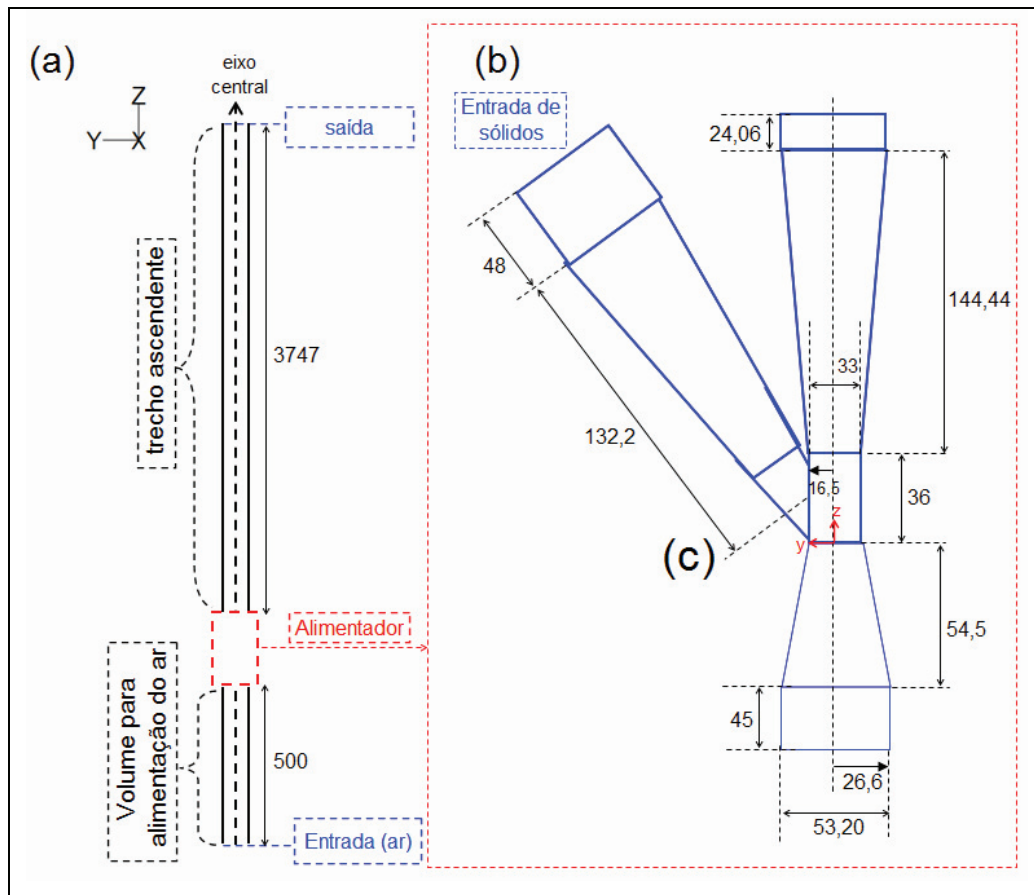 (a)
eixo
central
Z
Y
X
saída
trecho ascendente
3747
Alimentador
Volume para
alimentação do ar
500
Entrada (ar)
(b)
Entrada de
sólidos
24,06
48
144,44
33
132,2
16,5
36
z
y
(c)
54,5
45
26,6
53,20